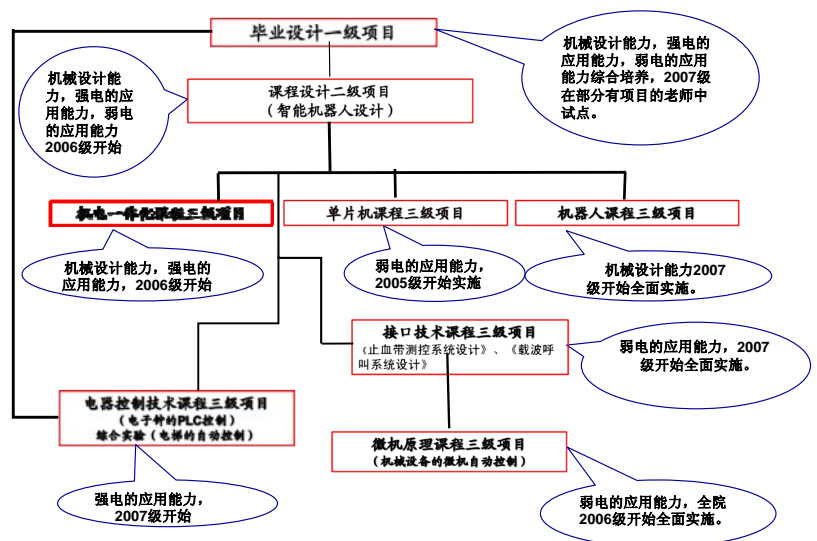 毕业设计一级项目
机械设计能力，强电的
应用能力，弱电的应用
能力综合培养，2007级
在部分有项目的老师中
试点。
机械设计能
力，强电的应
用能力，弱电
的应用能力
2006级开始
课程设计二级项目
（智能机器人设计）
机电一体化课程三级项目
单片机课程三级项目
机器人课程三级项目
机械设计能力，强电的
应用能力，2006级开始
弱电的应用能力，
2005级开始实施
机械设计能力2007
级开始全面实施。
接口技术课程三级项目
《止血带测控系统设计》、《载波呼
叫系统设计》
弱电的应用能力，2007
级开始全面实施。
电器控制技术课程三级项目
（电子钟的PLC控制）
综合实验（电梯的自动控制）
微机原理课程三级项目
（机械设备的微机自动控制）
强电的应用能力，
2007级开始
弱电的应用能力，全院
2006级开始全面实施。